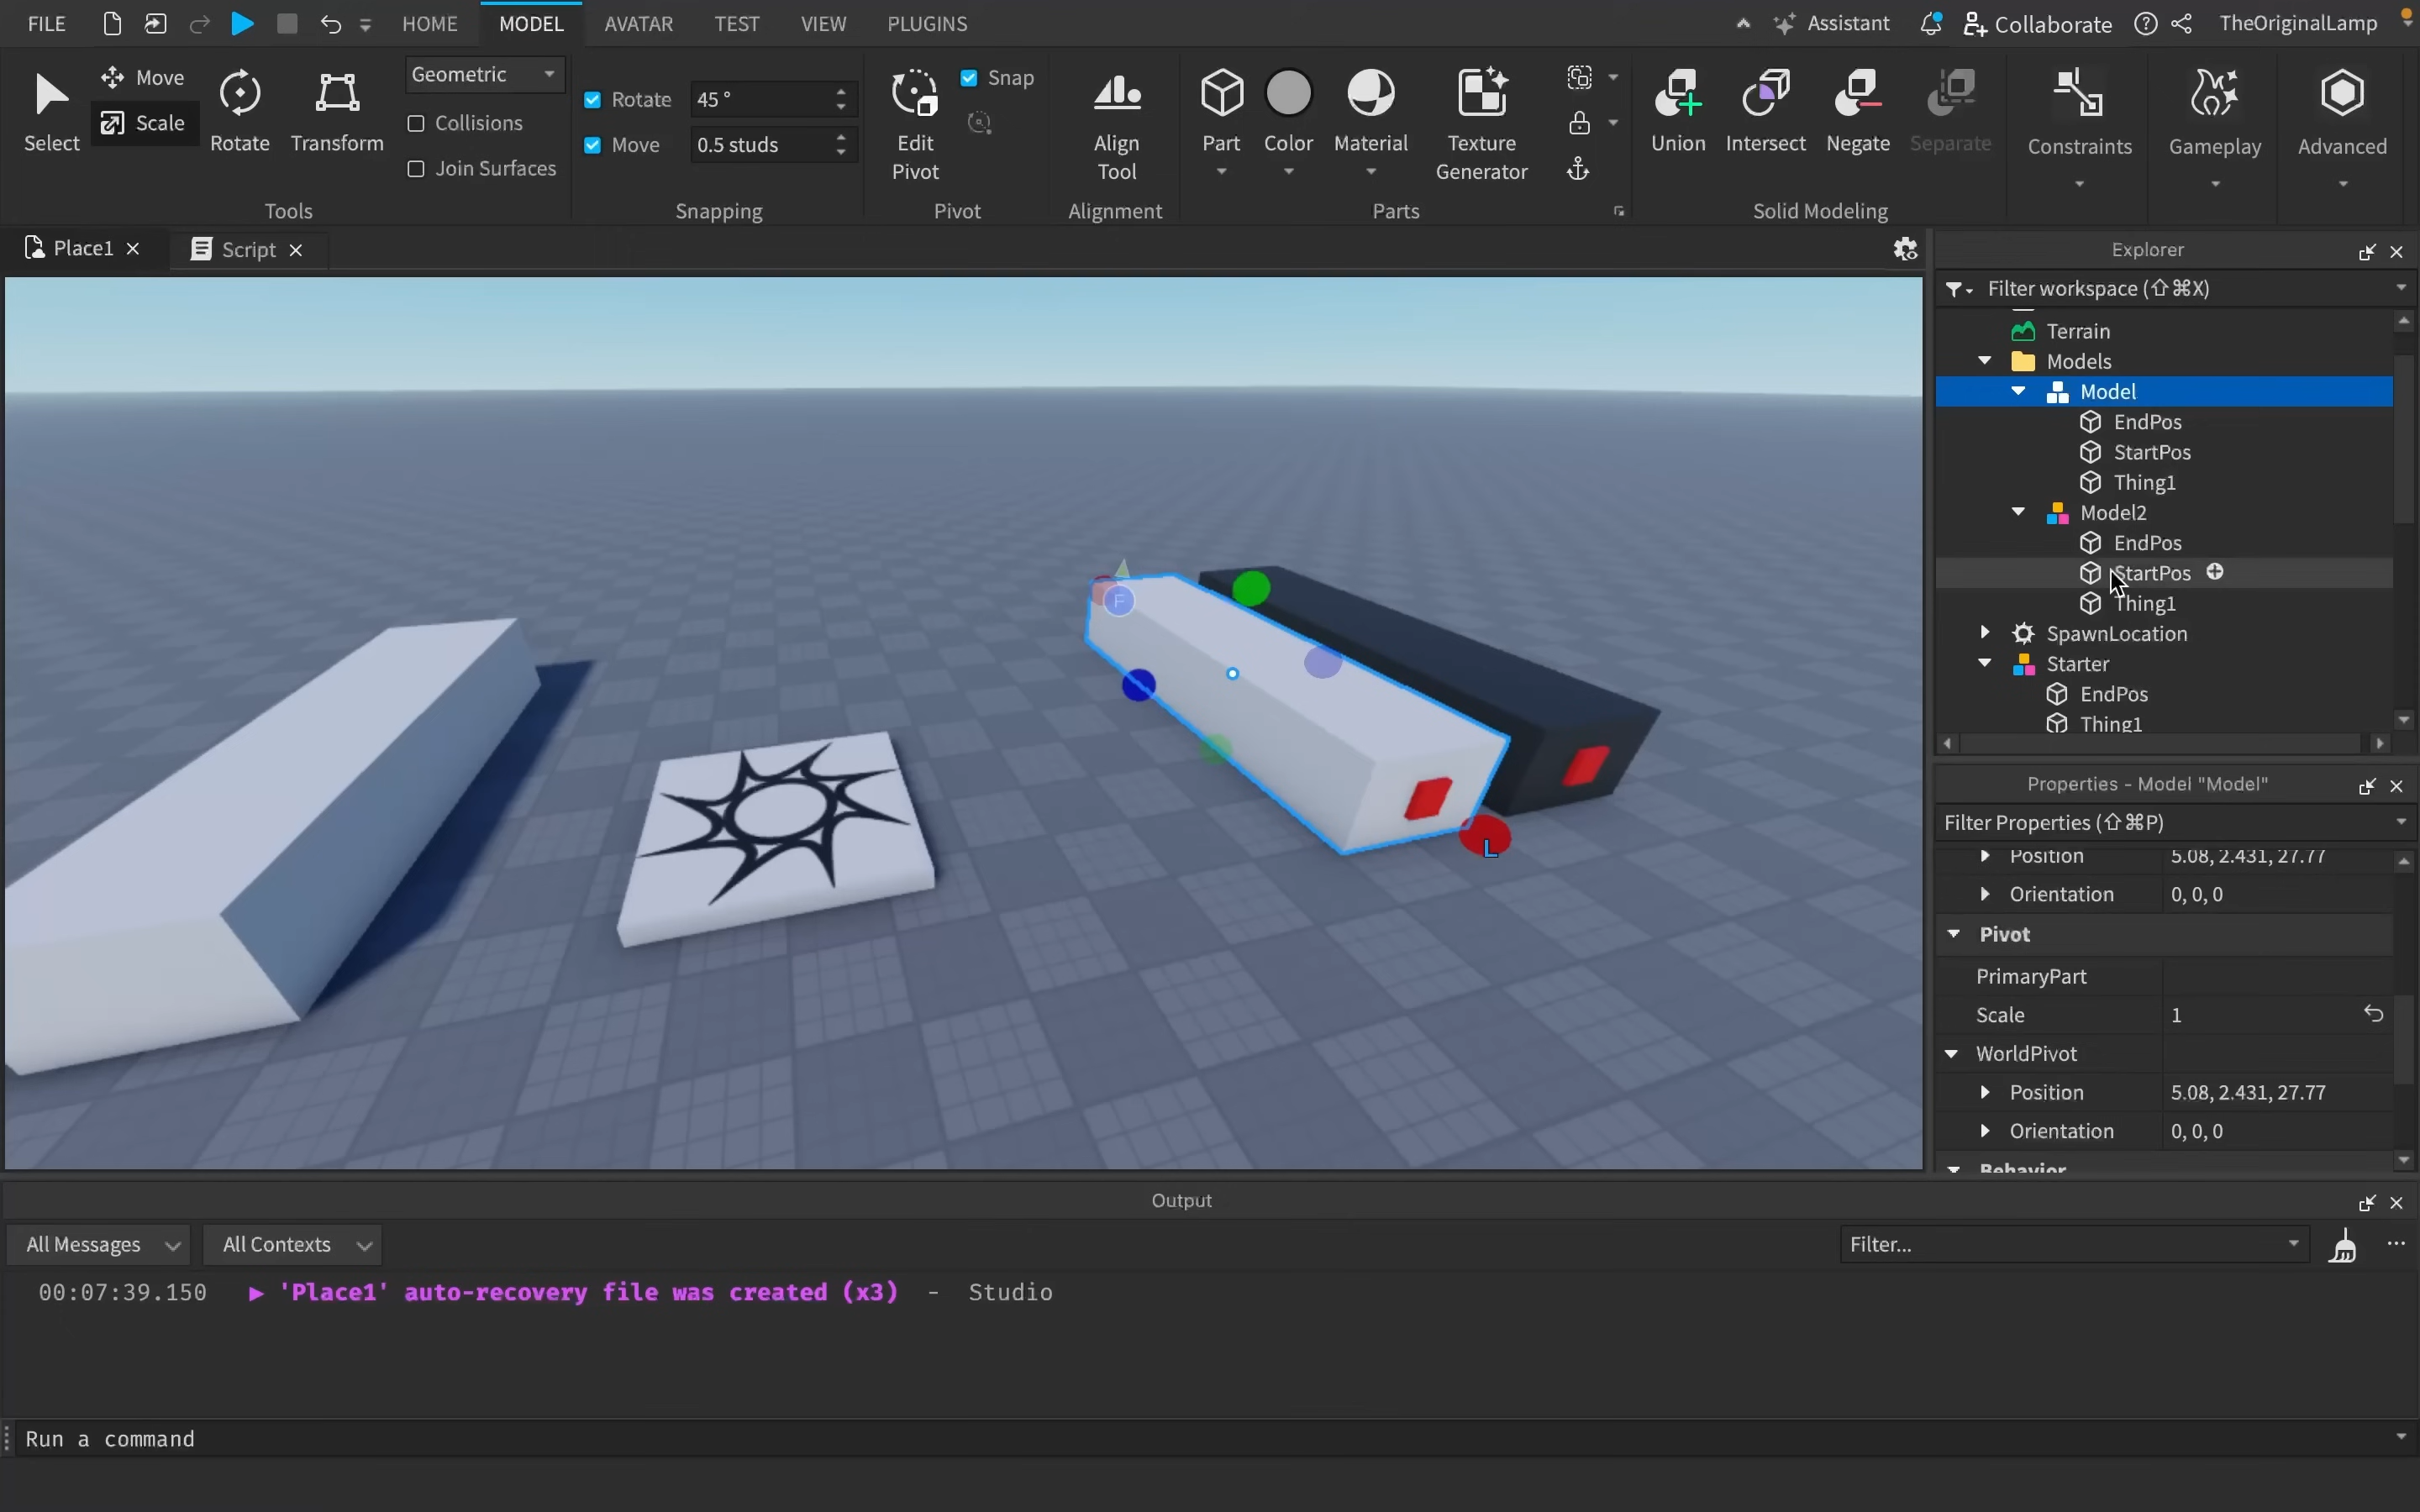 FILE HOME MODEL AVATAR TEST VIEW PLUGINS Assistant Collaborate TheOriginalLamp
Select Move Scale Rotate Transform Geometric Collisions Join Surfaces
Tools
Rotate 45 °
Move 0.5 studs
Snapping
Edit Pivot Snap
Pivot
Align Tool
Alignment
Part Color Material Texture Generator
Parts
Union Intersect Negate Separate
Solid Modeling
Constraints Gameplay Advanced
Place1 Script
F
L
Explorer
Filter workspace (⇧⌘X)
Terrain
Models
Model
EndPos
StartPos
Thing1
Model2
EndPos
StartPos
Thing1
SpawnLocation
Starter
EndPos
Thing1
Properties - Model "Model"
Filter Properties (⇧⌘P)
Position 5.08, 2.431, 27.77
Orientation 0, 0, 0
Pivot
PrimaryPart
Scale 1
WorldPivot
Position 5.08, 2.431, 27.77
Orientation 0, 0, 0
Behavior
Output
All Messages All Contexts Filter...
00:07:39.150 ▶ 'Place1' auto-recovery file was created (x3) - Studio
Run a command